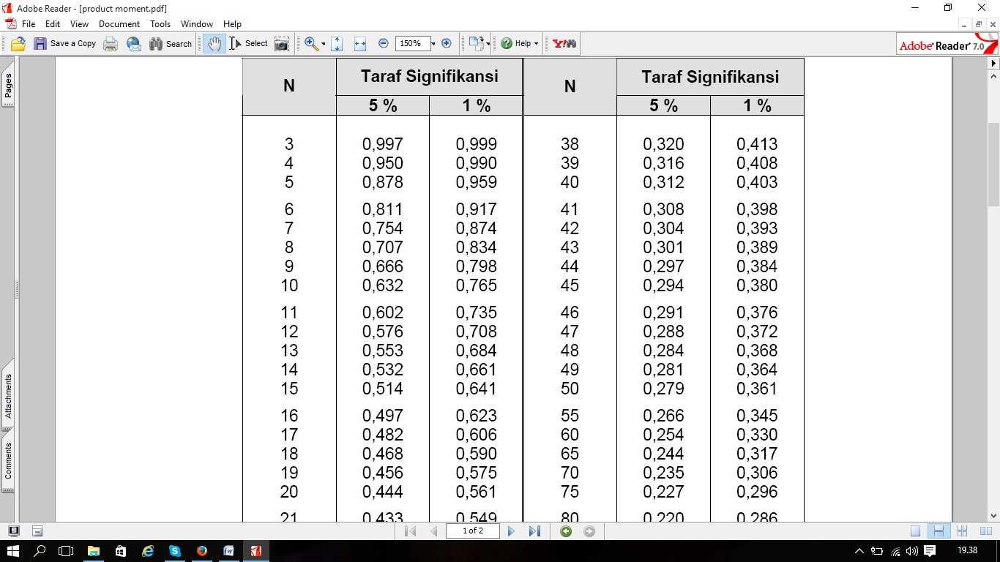 Adobe Reader - [product moment.pdf]
File Edit View Document Tools Window Help
Save a Copy Search Select 150% Help Y! Adobe Reader 7.0
Pages
Attachments
Comments
N Taraf Signifikansi N Taraf Signifikansi
5 % 1 % 5 % 1 %
3 0,997 0,999 38 0,320 0,413
4 0,950 0,990 39 0,316 0,408
5 0,878 0,959 40 0,312 0,403
6 0,811 0,917 41 0,308 0,398
7 0,754 0,874 42 0,304 0,393
8 0,707 0,834 43 0,301 0,389
9 0,666 0,798 44 0,297 0,384
10 0,632 0,765 45 0,294 0,380
11 0,602 0,735 46 0,291 0,376
12 0,576 0,708 47 0,288 0,372
13 0,553 0,684 48 0,284 0,368
14 0,532 0,661 49 0,281 0,364
15 0,514 0,641 50 0,279 0,361
16 0,497 0,623 55 0,266 0,345
17 0,482 0,606 60 0,254 0,330
18 0,468 0,590 65 0,244 0,317
19 0,456 0,575 70 0,235 0,306
20 0,444 0,561 75 0,227 0,296
21 0,433 0,549 80 0,220 0,286
1 of 2
19.38